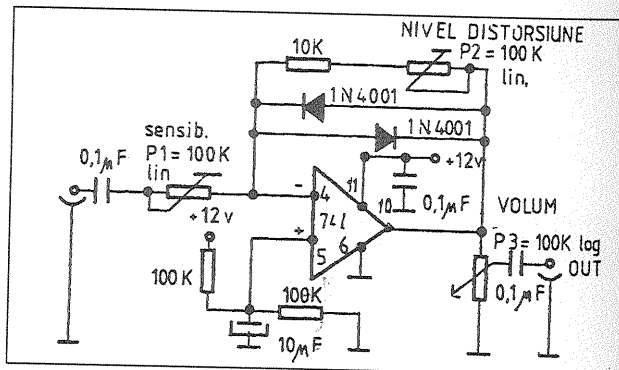 NIVEL DISTORSIUNE
10K
P2 = 100 K
lin,
1N4001
1N4001
sensib.
0,1µF
P1 = 100K
lin
+12v
+12v
-
4
11
0,1µF
741
10
VOLUM
+
5
6
P3 = 100K log
OUT
100 K
100K
0,1µF
10µF